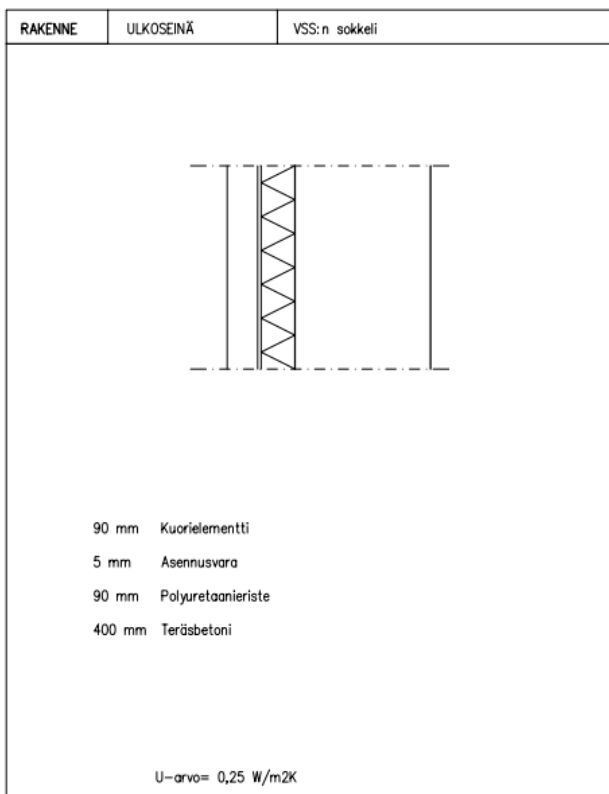 RAKENNE ULKOSEINÄ VSS:n sokkeli
90 mm Kuorielementti
5 mm Asennusvara
90 mm Polyuretaanieriste
400 mm Teräsbetoni
U-arvo= 0,25 W/m2K